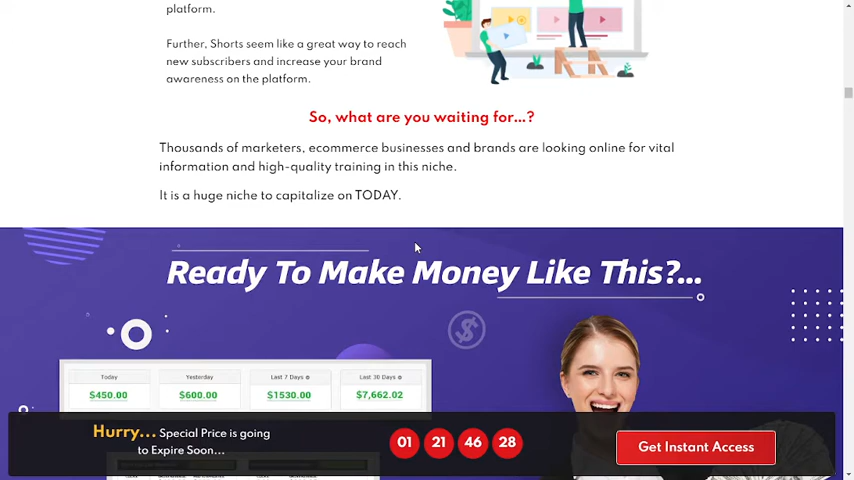 platform.
Further, Shorts seem like a great way to reach
new subscribers and increase your brand
awareness on the platform.
So, what are you waiting for...?
Thousands of marketers, ecommerce businesses and brands are looking online for vital
information and high-quality training in this niche.
It is a huge niche to capitalize on TODAY.
Ready To Make Money Like This?...
Today Yesterday Last 7 Days Last 30 Days
$450.00 $600.00 $1530.00 $7,662.02
Hurry... Special Price is going
to Expire Soon...
01 21 46 28
Get Instant Access